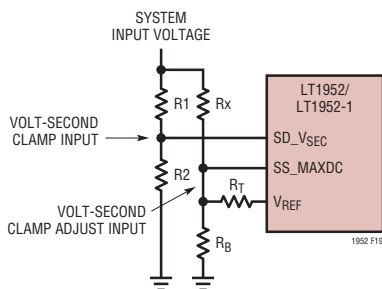 SYSTEM
INPUT VOLTAGE
R1
Rx
LT1952/
LT1952-1
VOLT-SECOND
CLAMP INPUT
SD_VSEC
R2
SS_MAXDC
VOLT-SECOND
CLAMP ADJUST INPUT
RT
VREF
RB
1952 F19